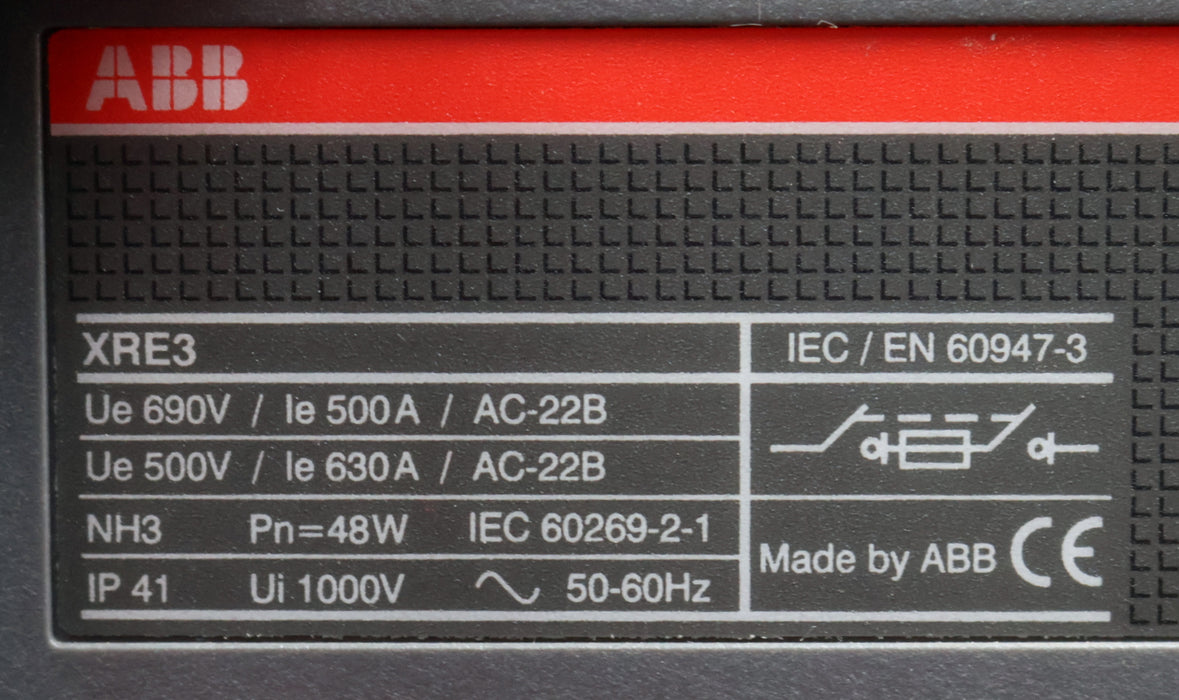 ABB
XRE3
IEC / EN 60947-3
Ue 690V / Ie 500A / AC-22B
Ue 500V / Ie 630A / AC-22B
NH3 Pn=48W IEC 60269-2-1
IP 41 Ui 1000V 50-60Hz
Made by ABB CE